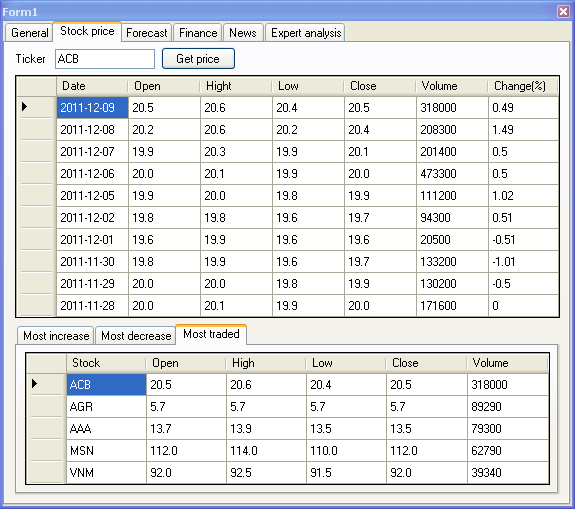 Form1
General Stock price Forecast Finance News Expert analysis
Ticker ACB Get price
Date Open Hight Low Close Volume Change(%)
2011-12-09 20.5 20.6 20.4 20.5 318000 0.49
2011-12-08 20.2 20.6 20.2 20.4 208300 1.49
2011-12-07 19.9 20.3 19.9 20.1 201400 0.5
2011-12-06 20.0 20.1 19.9 20.0 473300 0.5
2011-12-05 19.9 20.0 19.8 19.9 111200 1.02
2011-12-02 19.8 19.8 19.6 19.7 94300 0.51
2011-12-01 19.6 19.9 19.6 19.6 20500 -0.51
2011-11-30 19.8 19.9 19.6 19.7 133200 -1.01
2011-11-29 20.0 20.0 19.8 19.9 130200 -0.5
2011-11-28 20.0 20.1 19.9 20.0 171600 0
Most increase Most decrease Most traded
Stock Open High Low Close Volume
ACB 20.5 20.6 20.4 20.5 318000
AGR 5.7 5.7 5.7 5.7 89290
AAA 13.7 13.9 13.5 13.5 79300
MSN 112.0 114.0 110.0 112.0 62790
VNM 92.0 92.5 91.5 92.0 39340